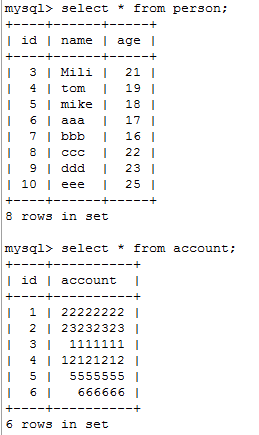 mysql> select * from person;
+----+------+-----+
| id | name | age |
+----+------+-----+
|  3 | Mili |  21 |
|  4 | tom  |  19 |
|  5 | mike |  18 |
|  6 | aaa  |  17 |
|  7 | bbb  |  16 |
|  8 | ccc  |  22 |
|  9 | ddd  |  23 |
| 10 | eee  |  25 |
+----+------+-----+
8 rows in set

mysql> select * from account;
+----+----------+
| id | account  |
+----+----------+
|  1 | 22222222 |
|  2 | 23232323 |
|  3 |  1111111 |
|  4 | 12121212 |
|  5 |  5555555 |
|  6 |   666666 |
+----+----------+
6 rows in set